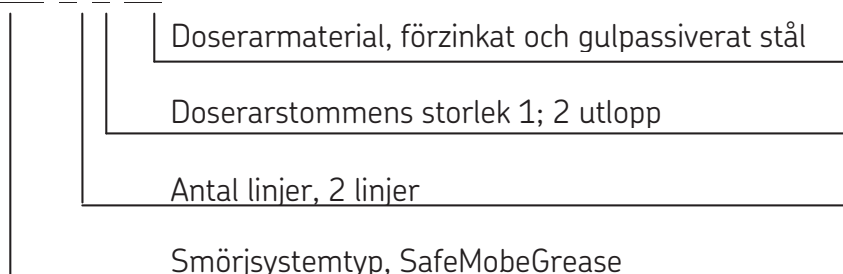 Doserarmaterial, förzinkat och gulpassiverat stål
Doserarstommens storlek 1; 2 utlopp
Antal linjer, 2 linjer
Smörjsystemtyp, SafeMobeGrease